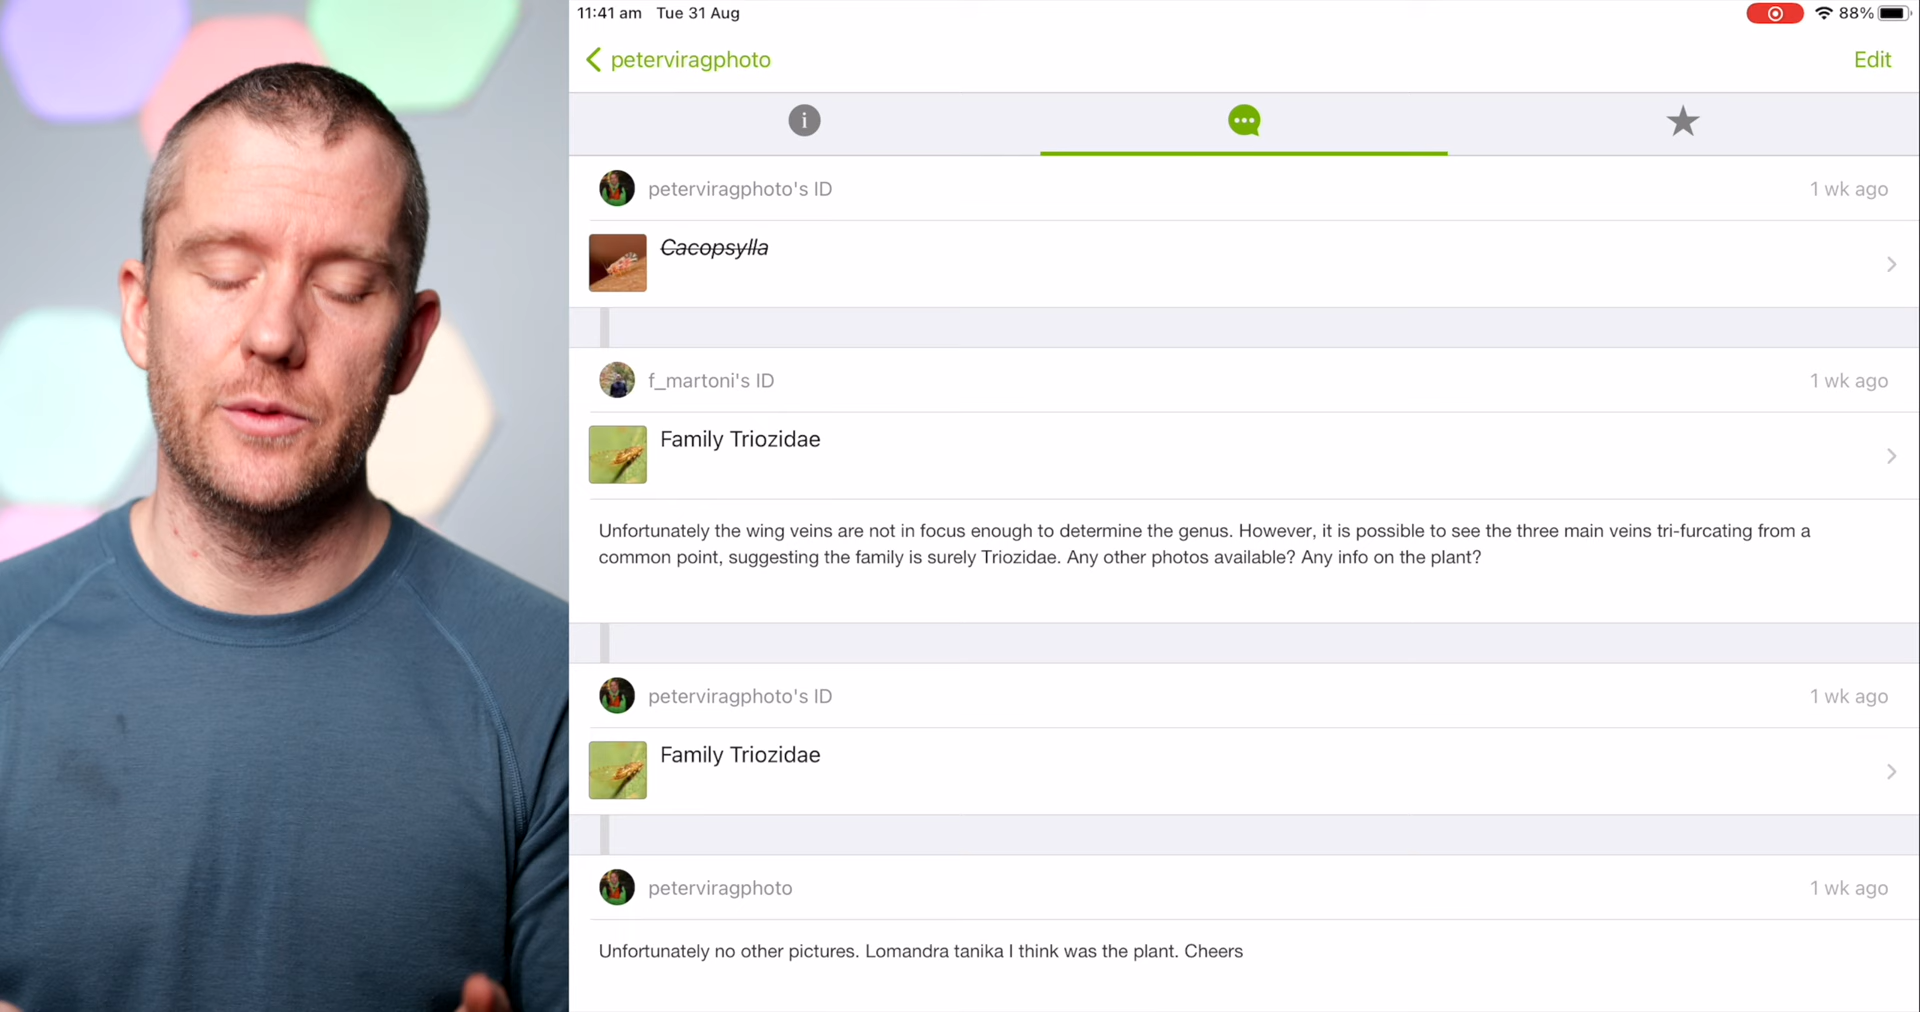 11:41 am Tue 31 Aug
88%
peterviragphoto
Edit
peterviragphoto's ID
1 wk ago
Cacopsylla
f_martoni's ID
1 wk ago
Family Triozidae
Unfortunately the wing veins are not in focus enough to determine the genus. However, it is possible to see the three main veins tri-furcating from a
common point, suggesting the family is surely Triozidae. Any other photos available? Any info on the plant?
peterviragphoto's ID
1 wk ago
Family Triozidae
peterviragphoto
1 wk ago
Unfortunately no other pictures. Lomandra tanika I think was the plant. Cheers